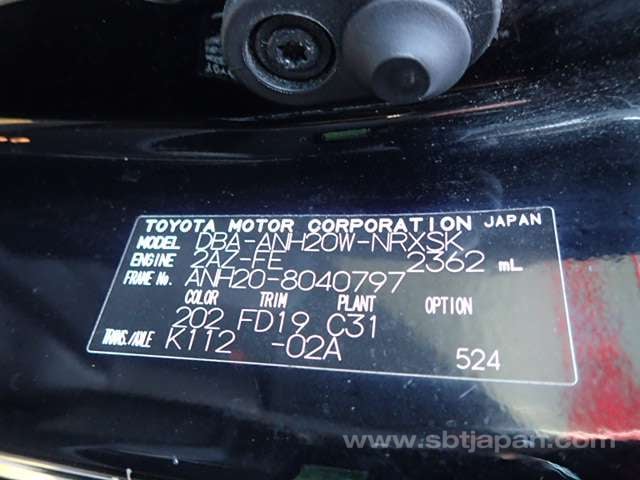 TOYOTA MOTOR CORPORATION JAPAN
MODEL DBA-ANH20W-NRXSK
ENGINE 2AZ-FE 2362 mL
FRAME No. ANH20-8040797
COLOR TRIM PLANT OPTION
202 FD19 C31
TRANS./AXLE K112 -02A 524
www.sbtjapan.com